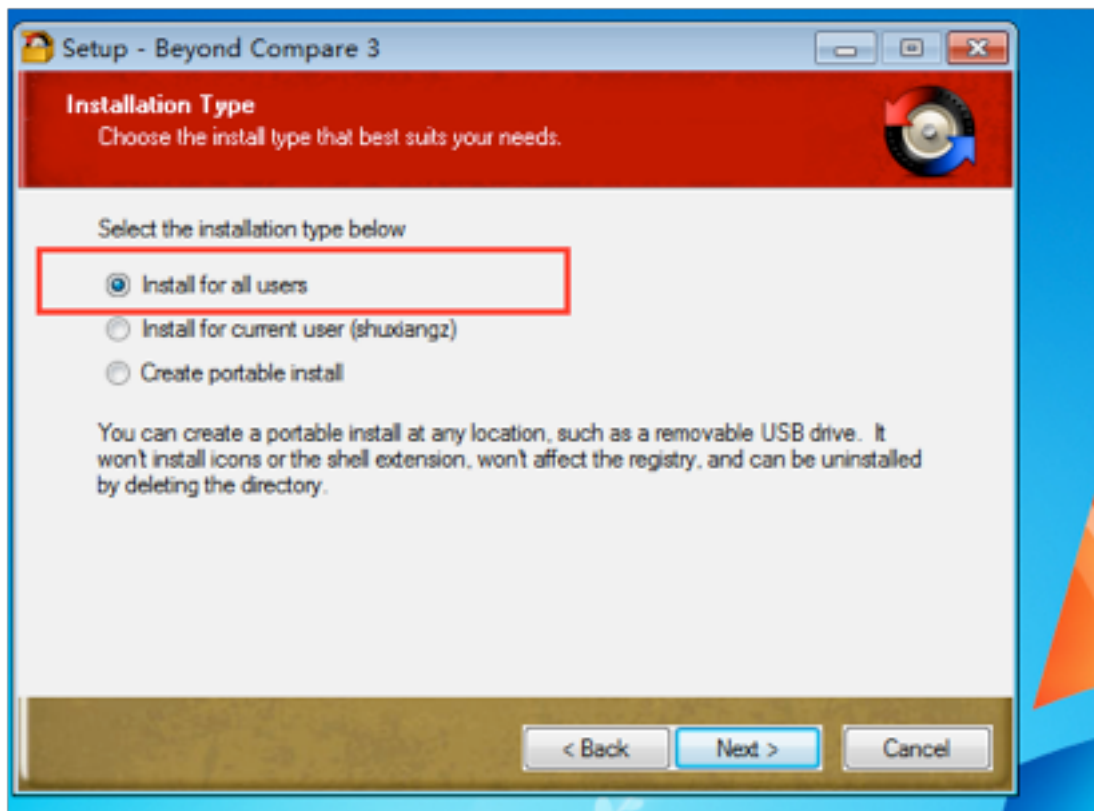 Setup - Beyond Compare 3
Installation Type
Choose the install type that best suits your needs.
Select the installation type below
Install for all users
Install for current user (shuxiangz)
Create portable install
You can create a portable install at any location, such as a removable USB drive. It
won't install icons or the shell extension, won't affect the registry, and can be uninstalled
by deleting the directory.
< Back Next > Cancel